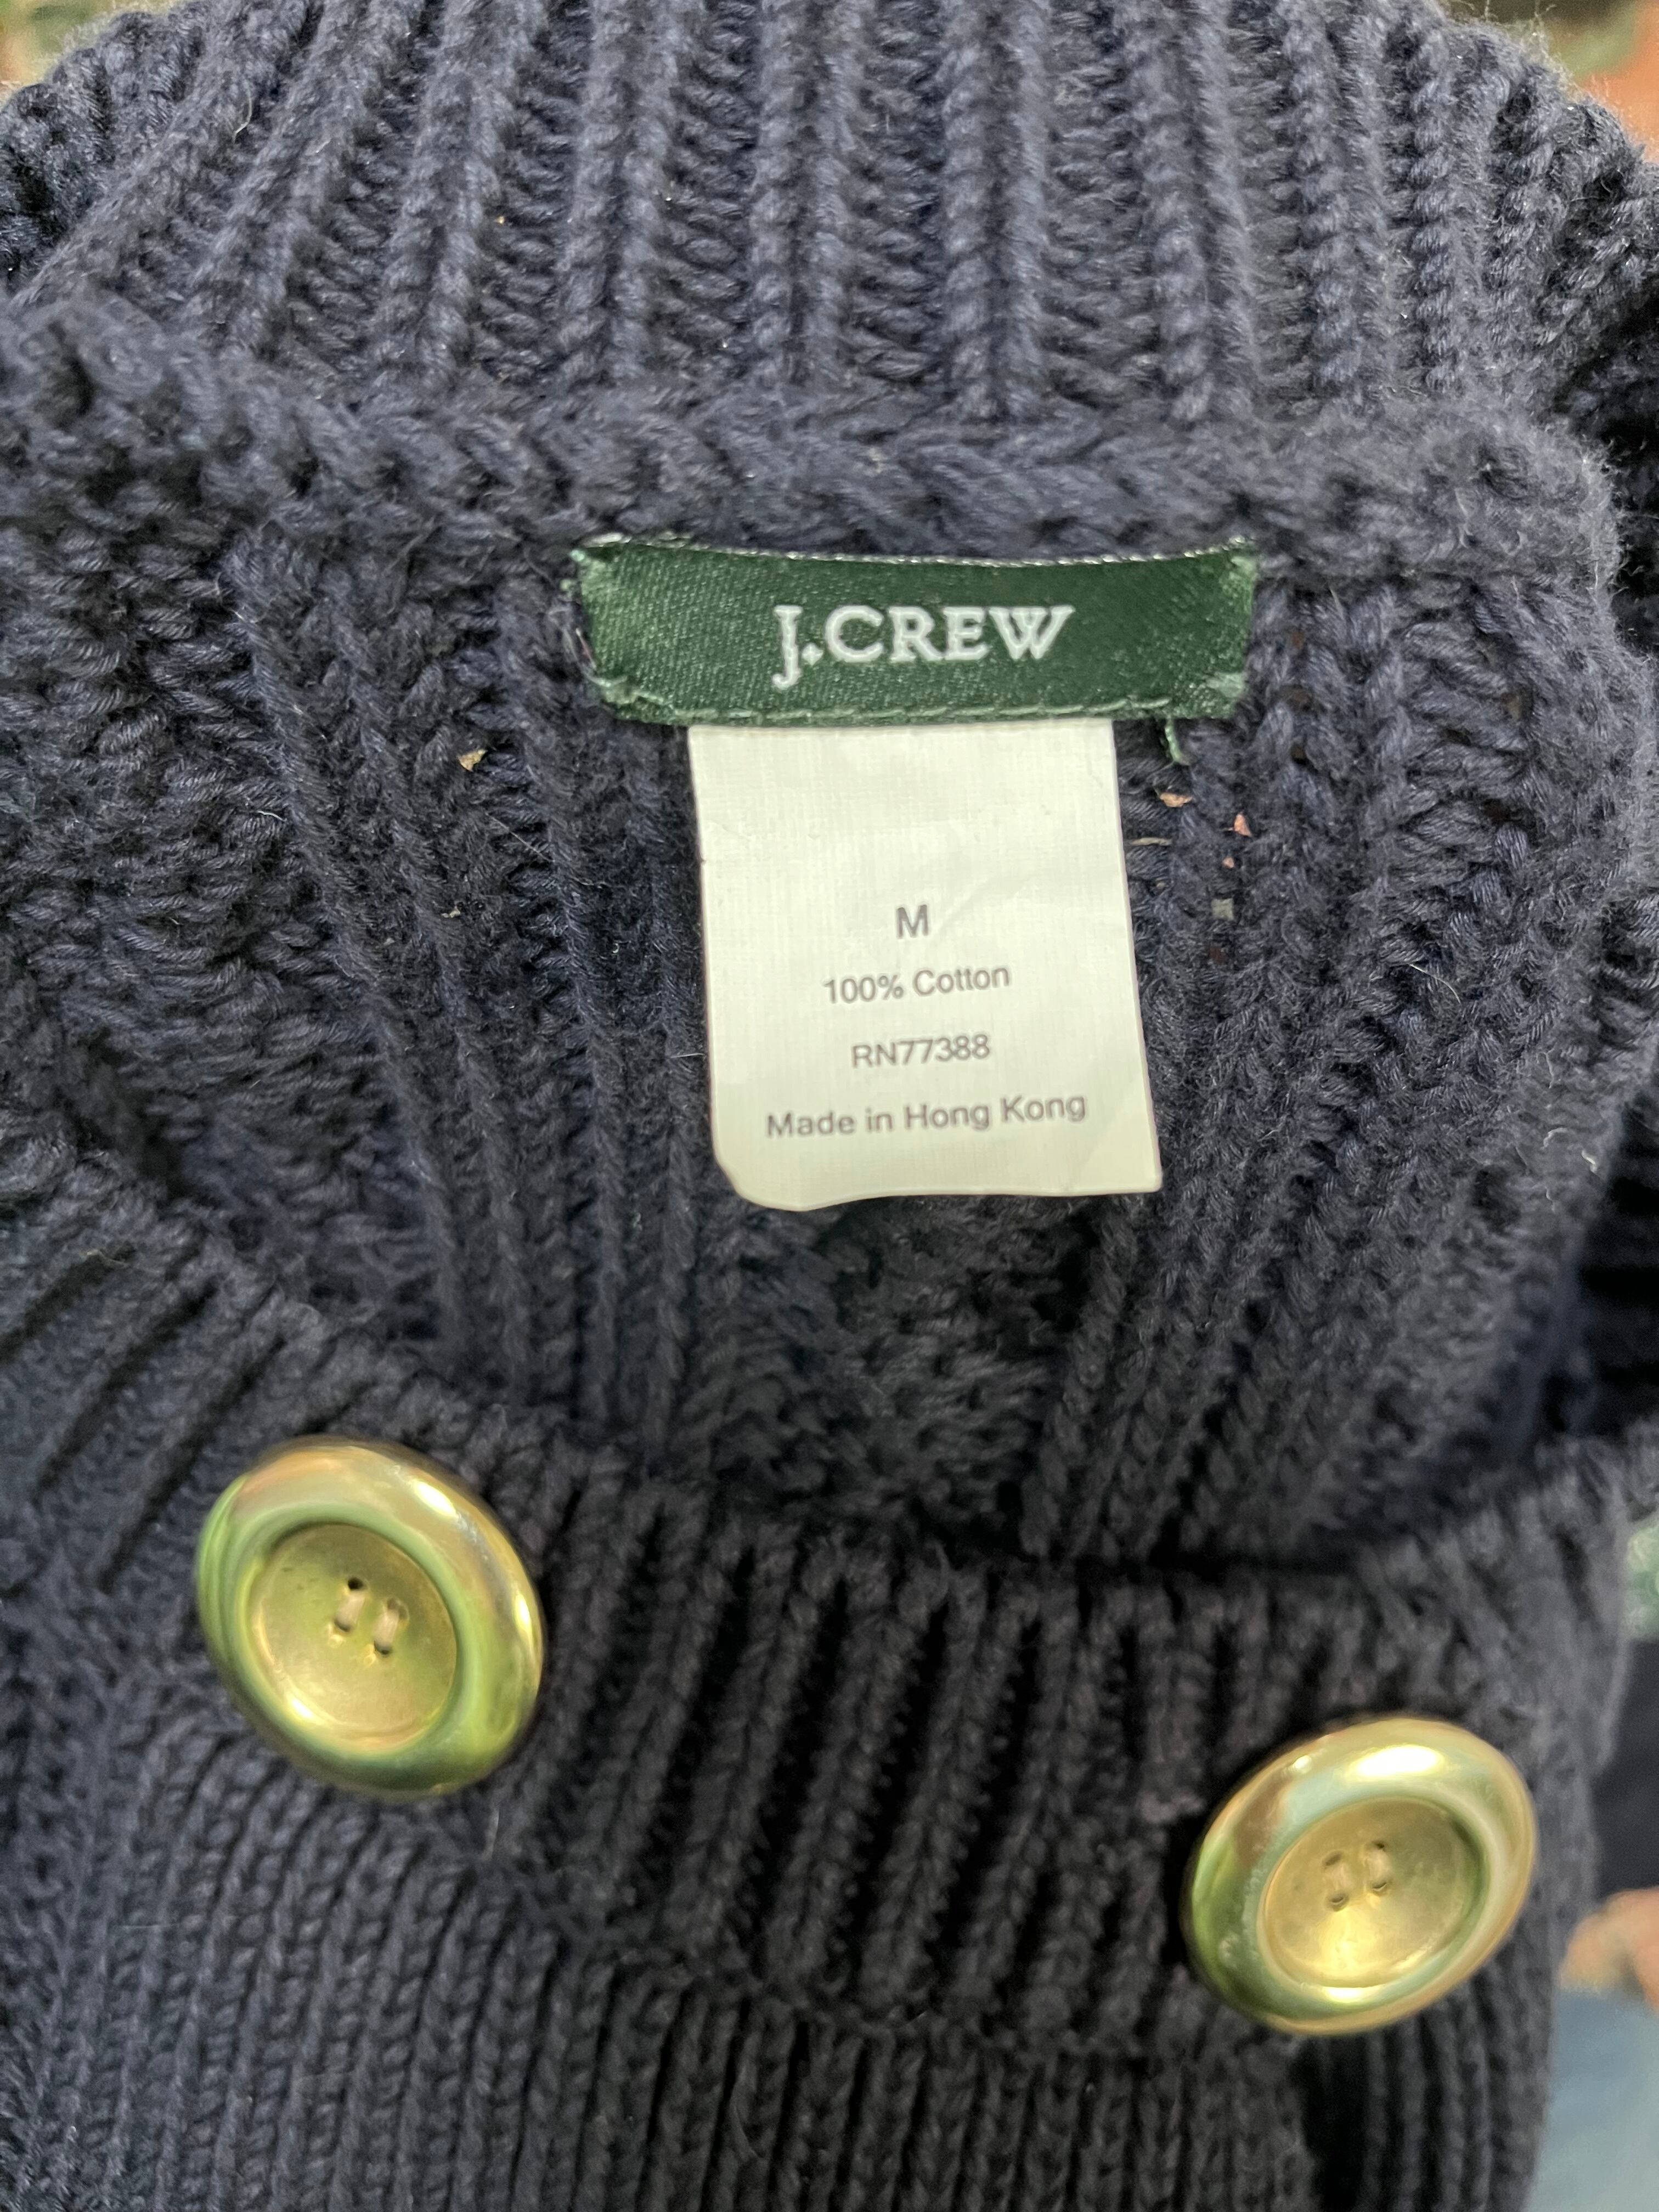 J.CREW
M
100% Cotton
RN77388
Made in Hong Kong